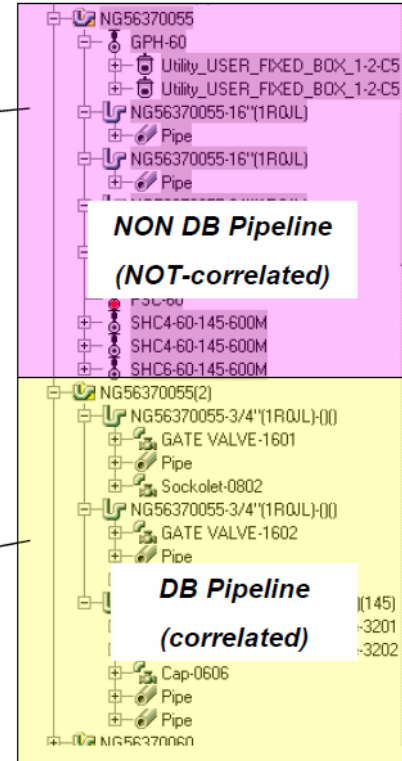 NG56370055
GPH-60
Utility_USER_FIXED_BOX_1-2-C5
Utility_USER_FIXED_BOX_1-2-C5
NG56370055-16"(1R0JL)
Pipe
NG56370055-16"(1R0JL)
Pipe
NON DB Pipeline
(NOT-correlated)
PSC-60
SHC4-60-145-600M
SHC4-60-145-600M
SHC6-60-145-600M
NG56370055(2)
NG56370055-3/4"(1R0JL)-()()
GATE VALVE-1601
Pipe
Sockolet-0802
NG56370055-3/4"(1R0JL)-()()
GATE VALVE-1602
Pipe
DB Pipeline
)(145)
(correlated)
-3201
-3202
Cap-0606
Pipe
Pipe
NG56370060